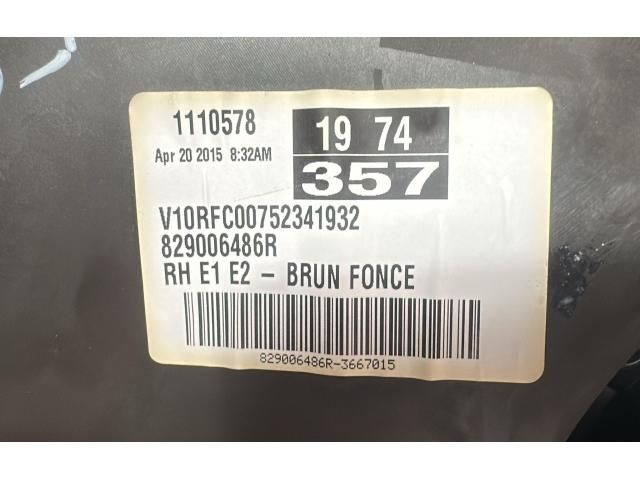 1110578
19 74
Apr 20 2015 8:32AM
357
V10RFC00752341932
829006486R
RH E1 E2 - BRUN FONCE
829006486R-3667015